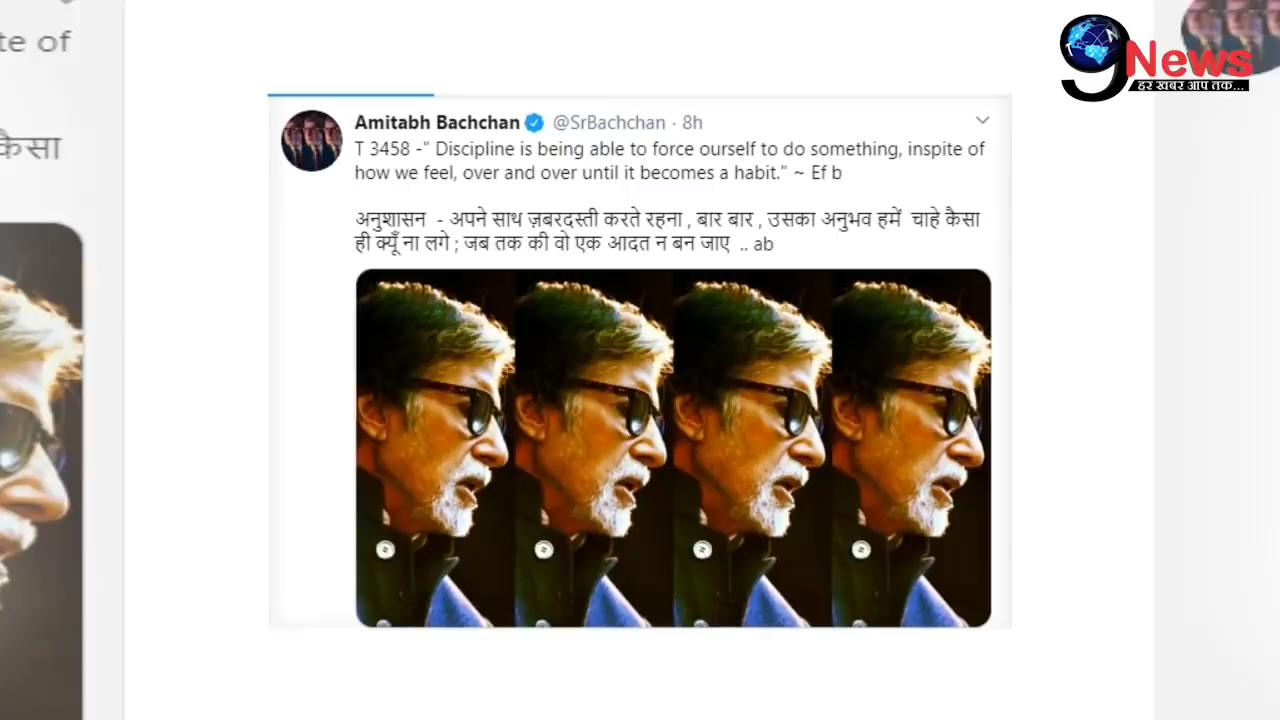 te of
कैसा
9 News
हर खबर आप तक...
Amitabh Bachchan @SrBachchan · 8h
T 3458 -" Discipline is being able to force ourself to do something, inspite of
how we feel, over and over until it becomes a habit." ~ Ef b
अनुशासन - अपने साथ ज़बरदस्ती करते रहना , बार बार , उसका अनुभव हमें चाहे कैसा
ही क्यूँ ना लगे ; जब तक की वो एक आदत न बन जाए .. ab